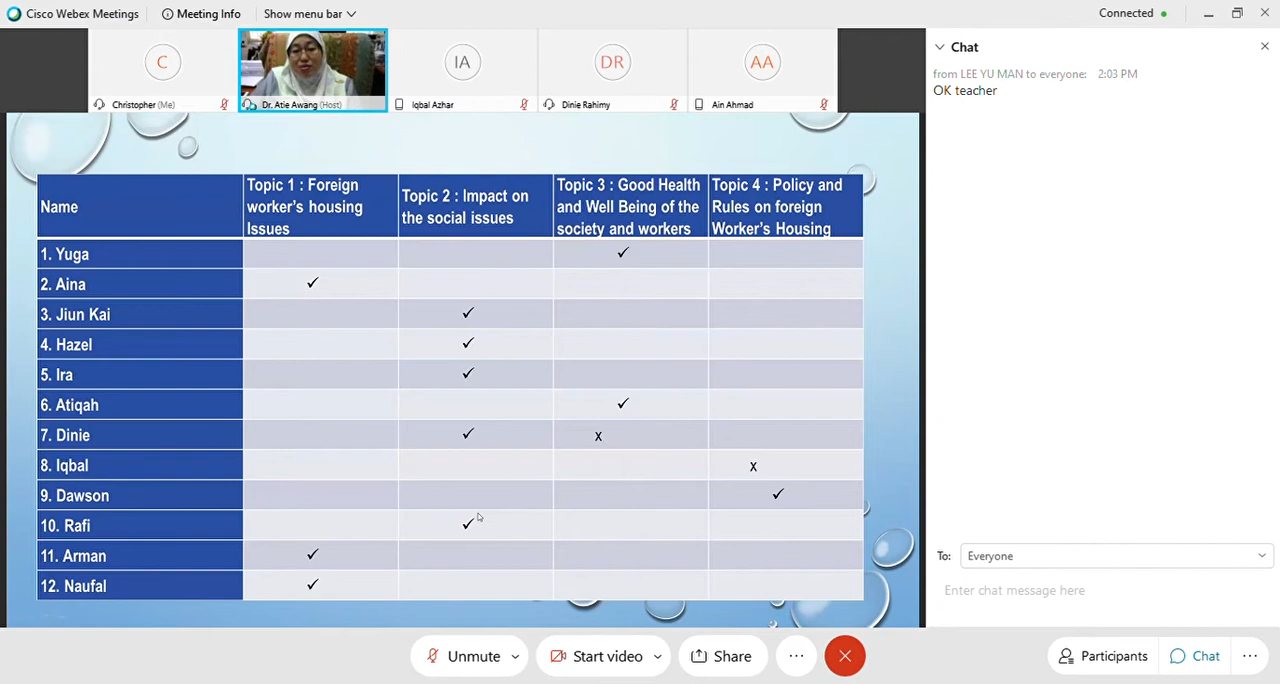 Cisco Webex Meetings
Meeting Info
Show menu bar
Connected
C
IA
DR
AA
Christopher (Me)
Dr. Atie Awang (Host)
Iqbal Azhar
Dinie Rahimy
Ain Ahmad
Chat
from LEE YU MAN to everyone: 2:03 PM
OK teacher
Name
Topic 1 : Foreign
worker's housing
Issues
Topic 2 : Impact on
the social issues
Topic 3 : Good Health
and Well Being of the
society and workers
Topic 4 : Policy and
Rules on foreign
Worker's Housing
1. Yuga ✓
2. Aina ✓
3. Jiun Kai ✓
4. Hazel ✓
5. Ira ✓
6. Atiqah ✓
7. Dinie ✓ x
8. Iqbal x
9. Dawson ✓
10. Rafi ✓
11. Arman ✓
12. Naufal ✓
To: Everyone
Enter chat message here
Unmute
Start video
Share
Participants
Chat